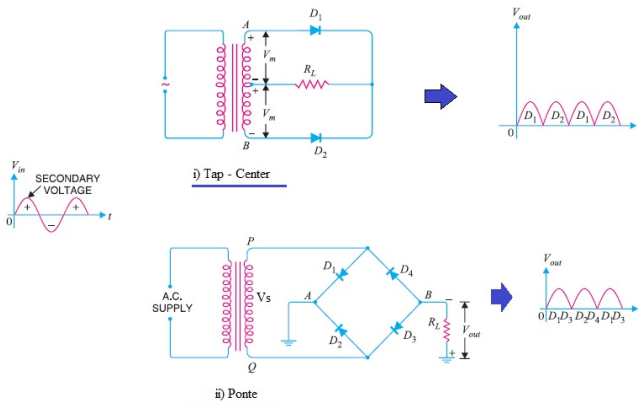 D1
A
+
Vm
RL
−
+
Vm
−
B
D2
i) Tap - Center
Vout
D1 D2 D1 D2
0
Vin
SECONDARY
VOLTAGE
+ +
0 − t
P
D1 D4
A.C.
SUPPLY
Vs
A B −
RL Vout
D2 D3
+
Q
ii) Ponte
Vout
0 D1D3 D2D4 D1D3